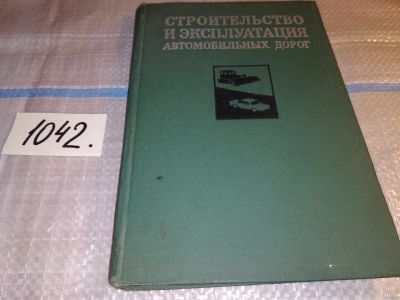 СТРОИТЕЛЬСТВО
И ЭКСПЛУАТАЦИЯ
АВТОМОБИЛЬНЫХ ДОРОГ
1042.